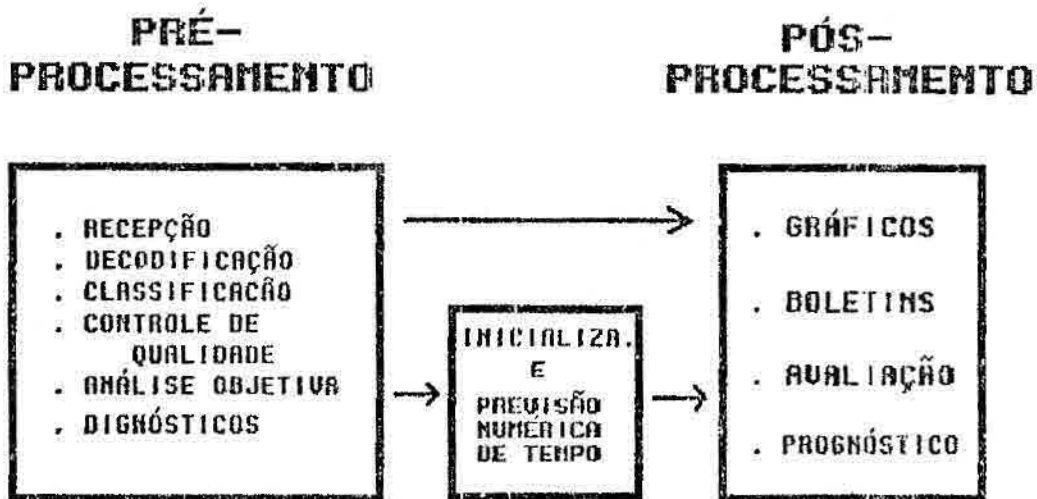 PRÉ-
PROCESSAMENTO
PÓS-
PROCESSAMENTO
. RECEPÇÃO
. DECODIFICAÇÃO
. CLASSIFICACÃO
. CONTROLE DE
QUALIDADE
. ANÁLISE OBJETIVA
. DIGNÓSTICOS
INICIALIZA.
E
PREVISÃO
NUMÉRICA
DE TEMPO
. GRÁFICOS
. BOLETINS
. AVALIAÇÃO
. PROGNÓSTICO